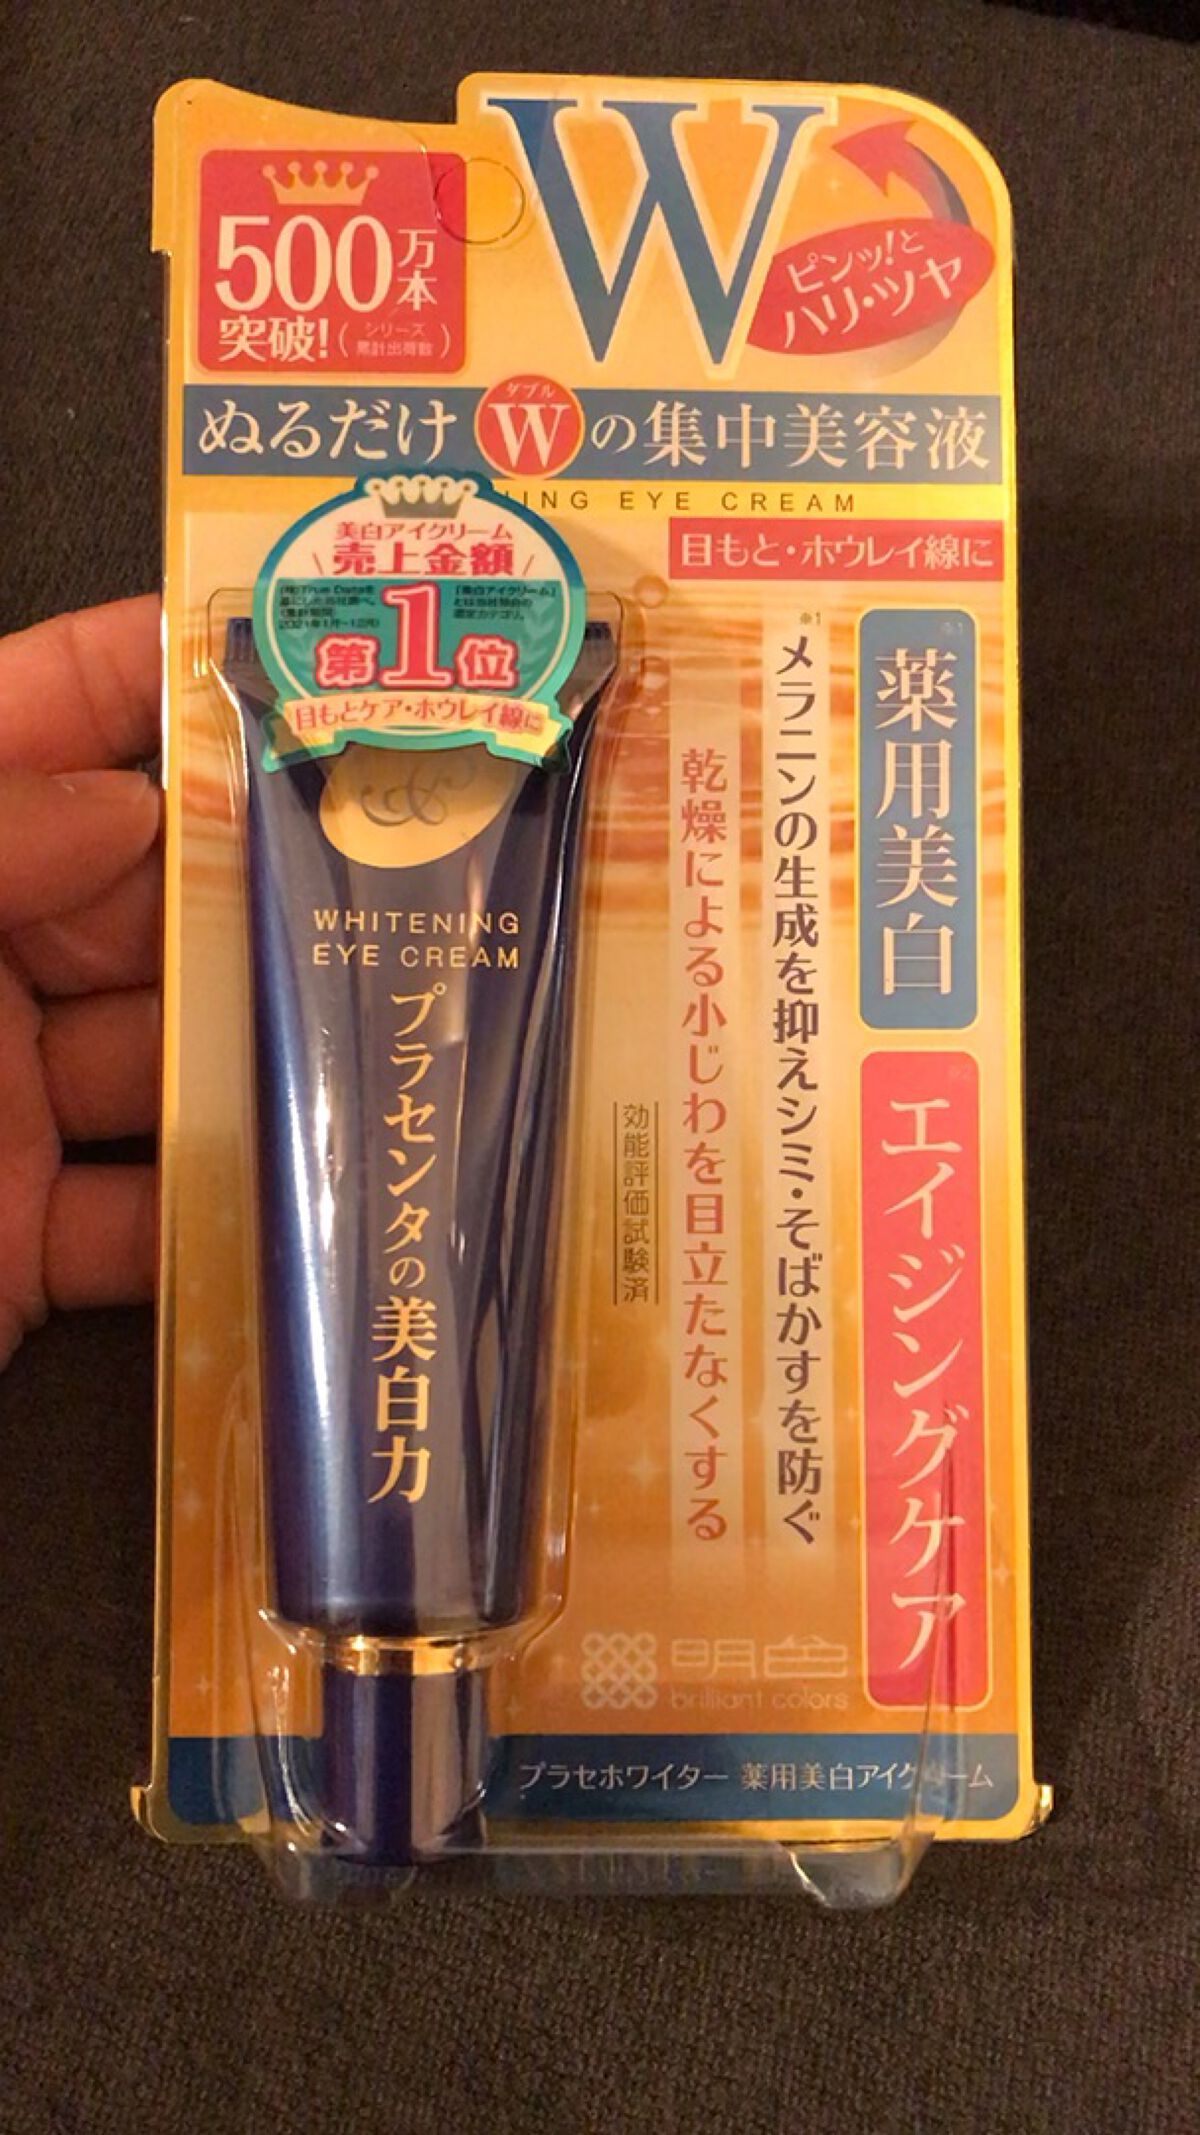 500万本
突破!(シリーズ累計出荷数)
W
ピンッ!と
ハリ・ツヤ
ダブル
ぬるだけWの集中美容液
EYE CREAM
目もと・ホウレイ線に
美白アイクリーム
売上金額
第1位
目もとケア・ホウレイ線に
※1
薬用美白
エイジングケア
※1
メラニンの生成を抑えシミ・そばかすを防ぐ
乾燥による小じわを目立たなくする
効能評価試験済
WHITENING
EYE CREAM
プラセンタの美白力
明色
brilliant colors
プラセホワイター 薬用美白アイクリーム